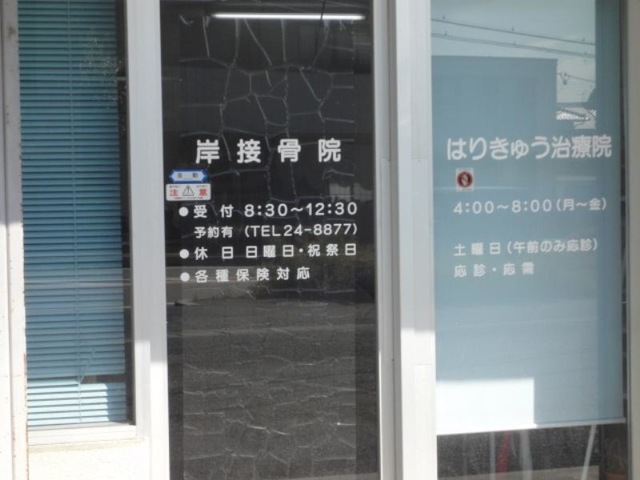 岸接骨院
自動
注意
●受付 8:30〜12:30
予約有 (TEL24-8877)
●休日 日曜日・祝祭日
●各種保険対応
はりきゅう治療院
4:00〜8:00(月〜金)
土曜日(午前のみ応診)
応診・応需